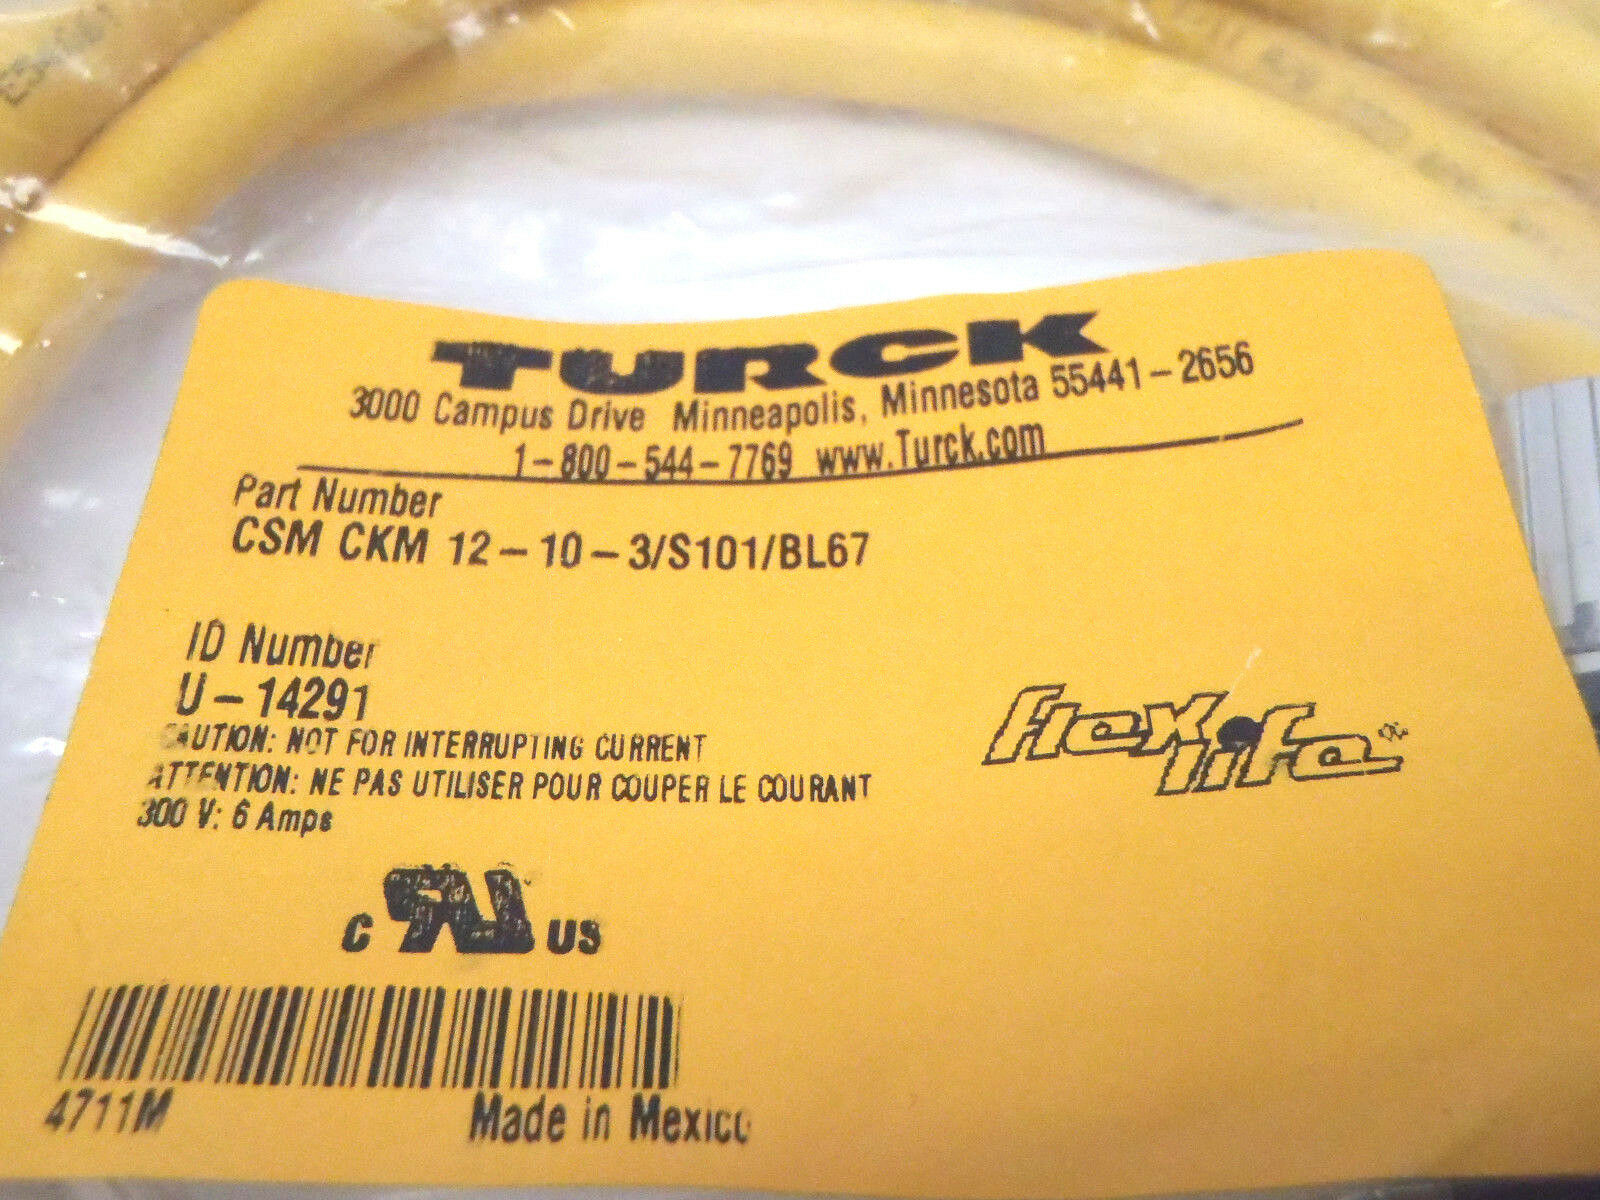 TURCK
3000 Campus Drive Minneapolis, Minnesota 55441-2656
1-800-544-7769 www.Turck.com
Part Number
CSM CKM 12-10-3/S101/BL67
ID Number
U-14291
CAUTION: NOT FOR INTERRUPTING CURRENT
ATTENTION: NE PAS UTILISER POUR COUPER LE COURANT
300 V: 6 Amps
Flex
Life
C US
4711M
Made in Mexico